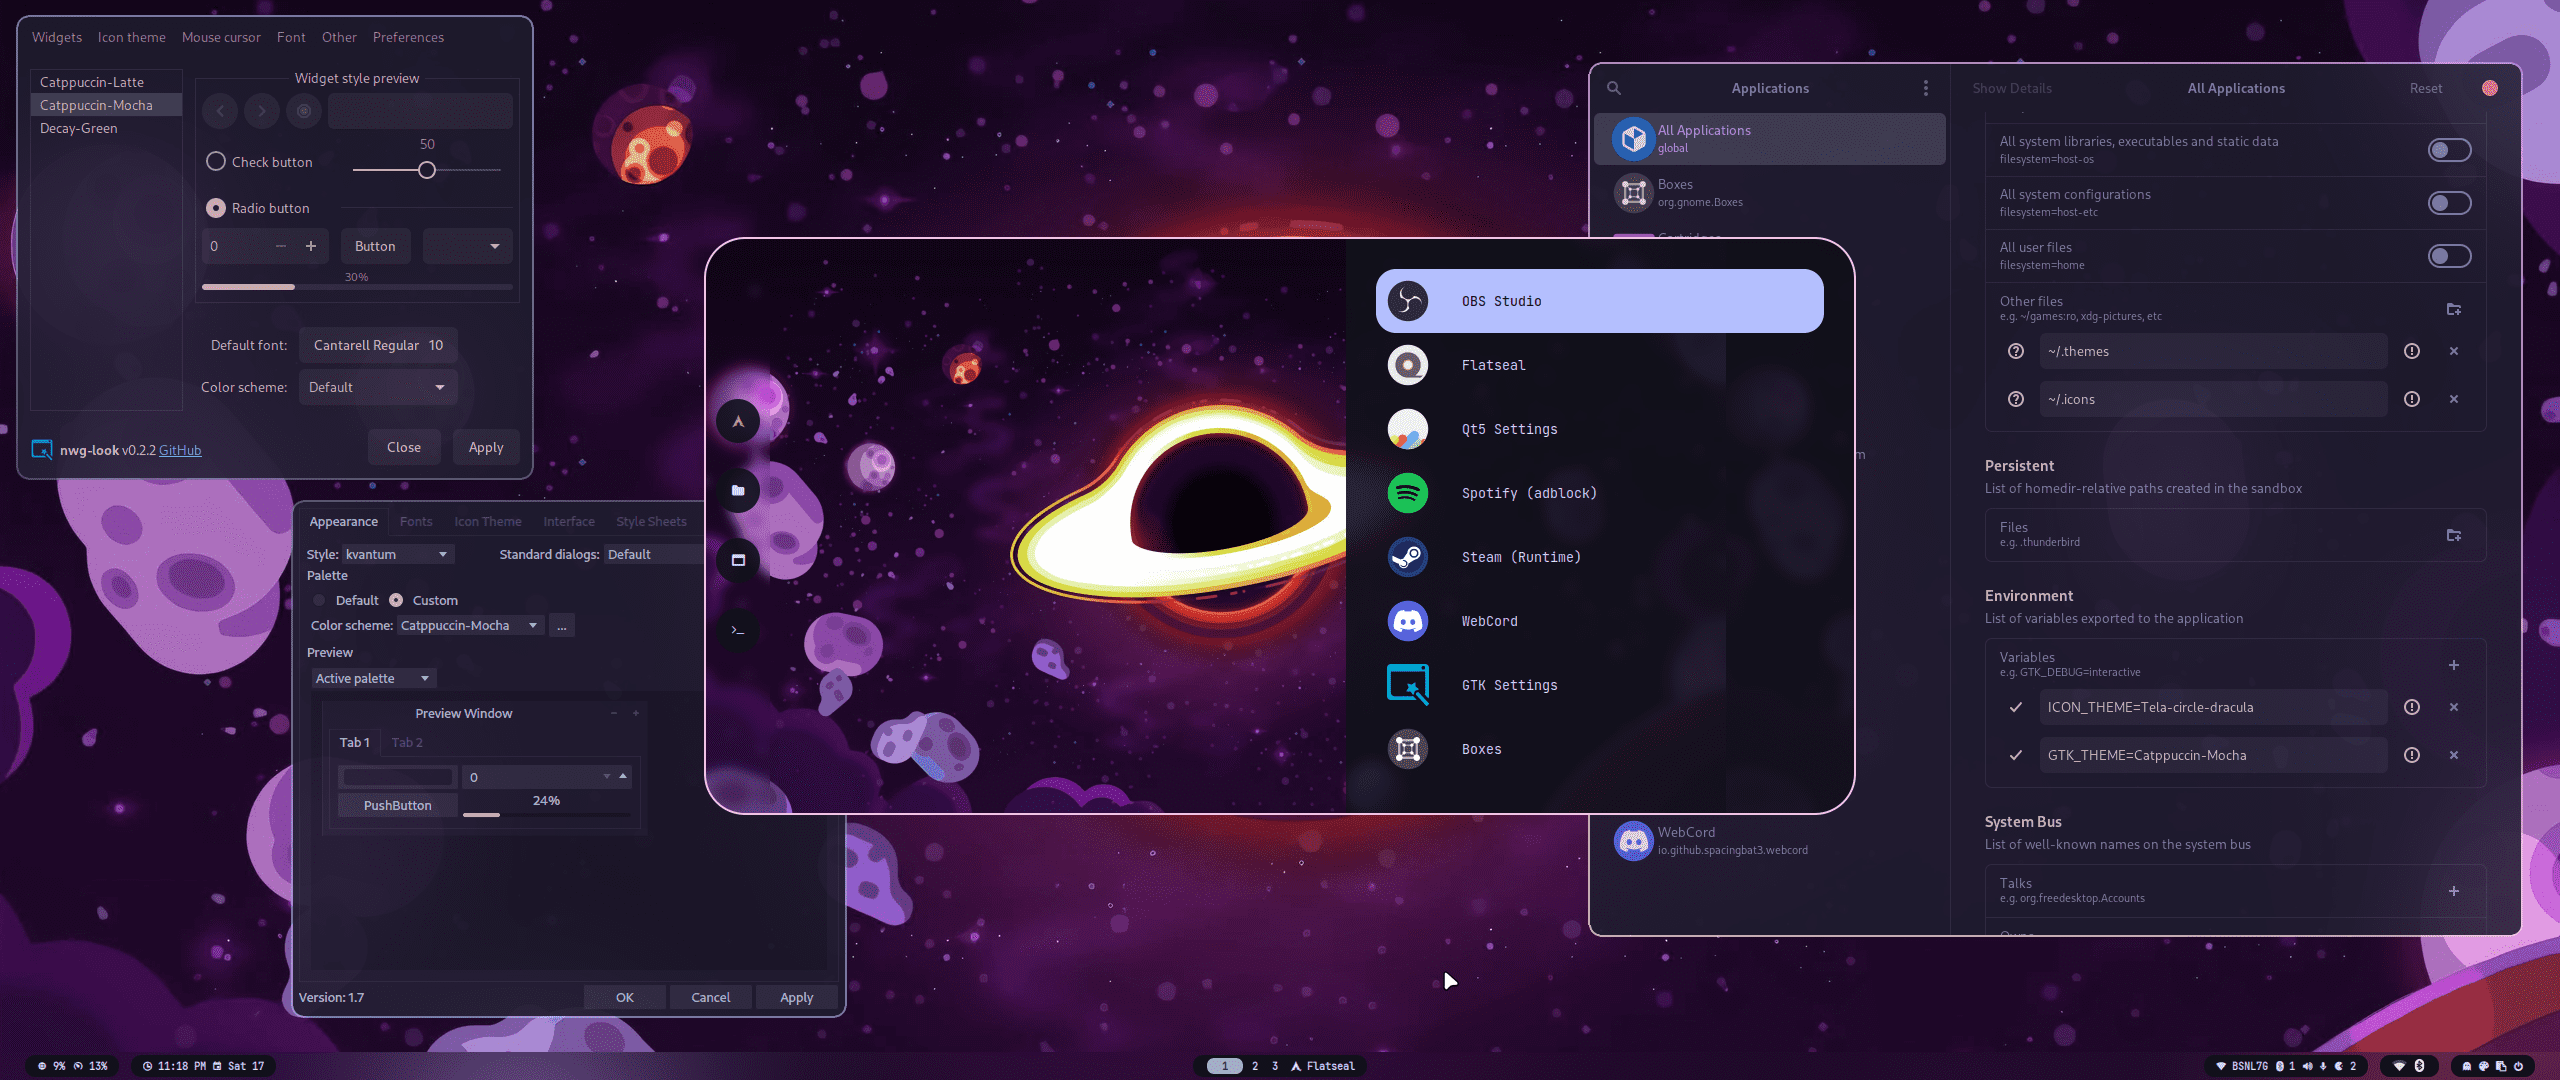 Widgets Icon theme Mouse cursor Font Other Preferences
Catppuccin-Latte
Catppuccin-Mocha
Decay-Green
Widget style preview
50
Check button
Radio button
0
Button
30%
Default font: Cantarell Regular 10
Color scheme: Default
nwg-look v0.2.2 GitHub
Close Apply
Appearance Fonts Icon Theme Interface Style Sheets
Style: kvantum Standard dialogs: Default
Palette
Default Custom
Color scheme: Catppuccin-Mocha ...
Preview
Active palette
Preview Window
Tab 1 Tab 2
0
PushButton 24%
Version: 1.7
OK Cancel Apply
OBS Studio
Flatseal
Qt5 Settings
Spotify (adblock)
Steam (Runtime)
WebCord
GTK Settings
Boxes
Applications
All Applications
global
Boxes
org.gnome.Boxes
WebCord
io.github.spacingbat3.webcord
Show Details All Applications Reset
All system libraries, executables and static data
filesystem=host-os
All system configurations
filesystem=host-etc
All user files
filesystem=home
Other files
e.g. ~/games:ro, xdg-pictures, etc
~/.themes
~/.icons
Persistent
List of homedir-relative paths created in the sandbox
Files
e.g. .thunderbird
Environment
List of variables exported to the application
Variables
e.g. GTK_DEBUG=interactive
ICON_THEME=Tela-circle-dracula
GTK_THEME=Catppuccin-Mocha
System Bus
List of well-known names on the system bus
Talks
e.g. org.freedesktop.Accounts
9% 13% 11:18 PM Sat 17
1 2 3 Flatseal
BSNL7G 1 2